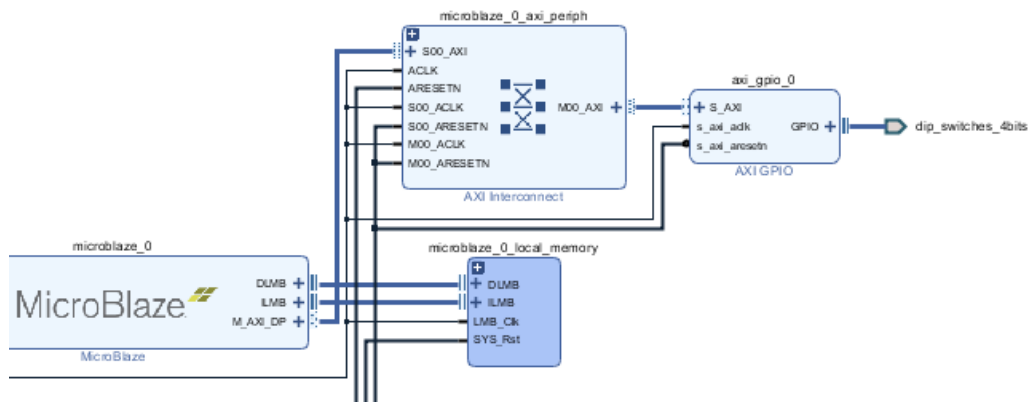 microblaze_0_axi_periph
S00_AXI
ACLK
ARESETN
S00_ACLK
S00_ARESETN
M00_ACLK
M00_ARESETN
M00_AXI
AXI Interconnect
axi_gpio_0
S_AXI
s_axi_aclk
s_axi_aresetn
GPIO
AXI GPIO
dip_switches_4bits
microblaze_0
MicroBlaze
DLMB
ILMB
M_AXI_DP
MicroBlaze
microblaze_0_local_memory
DLMB
ILMB
LMB_Clk
SYS_Rst